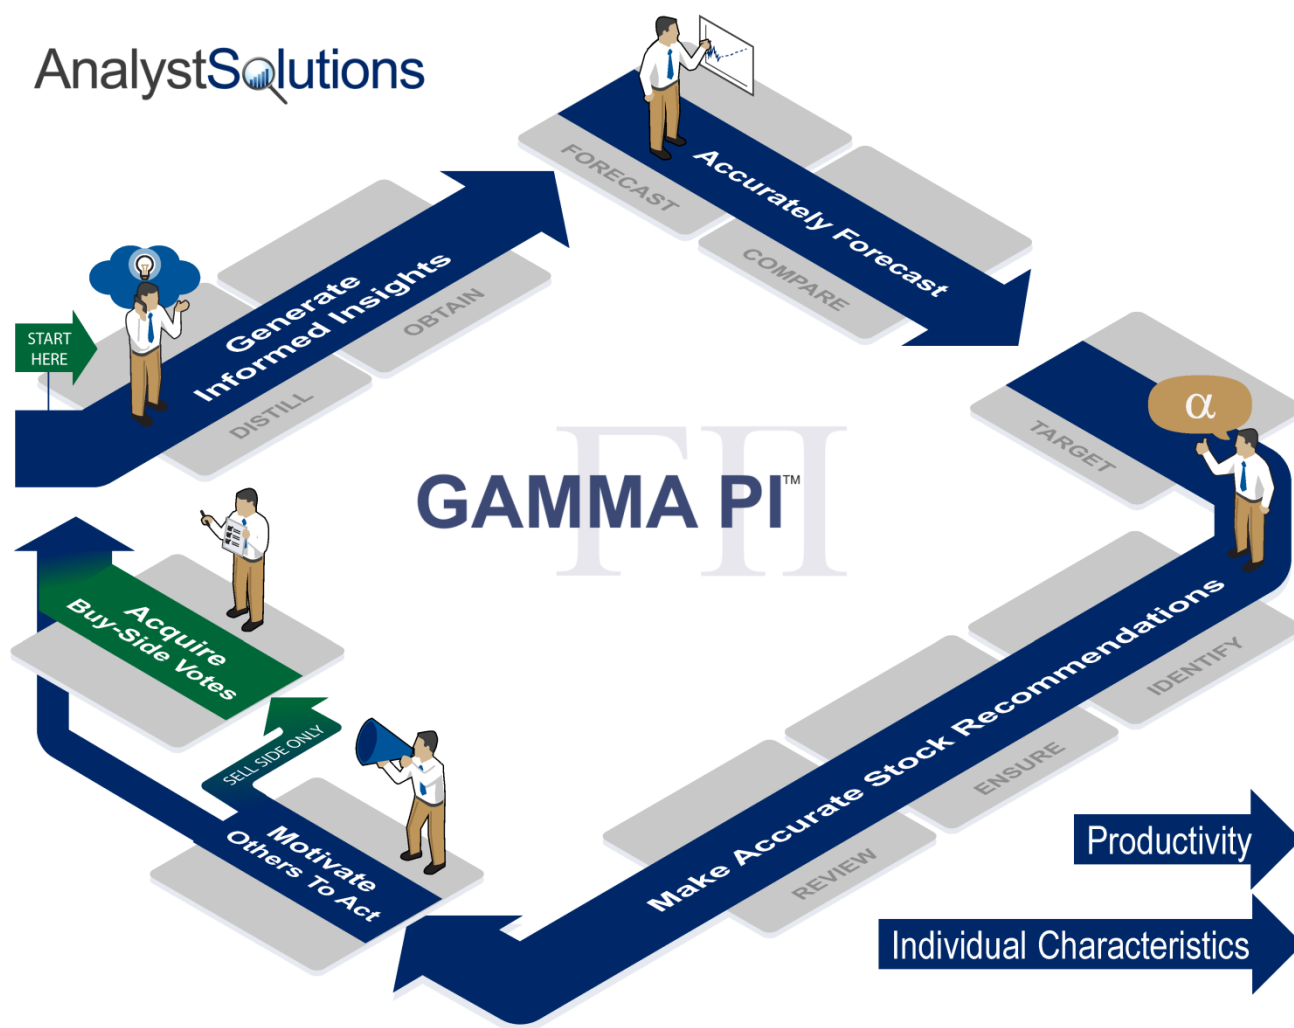 AnalystSolutions
START
HERE
Generate
Informed Insights
DISTILL
OBTAIN
Accurately Forecast
FORECAST
COMPARE
α
TARGET
ΓΠ
GAMMA PI™
Make Accurate Stock Recommendations
IDENTIFY
ENSURE
REVIEW
Motivate
Others To Act
SELL SIDE ONLY
Acquire
Buy-Side Votes
Productivity
Individual Characteristics